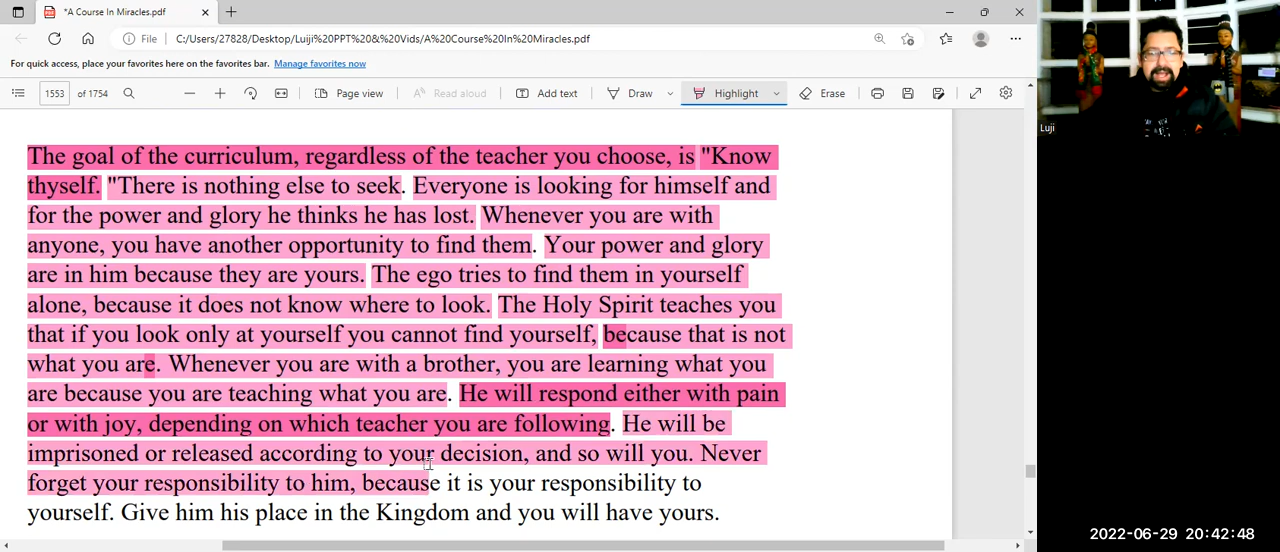 *A Course In Miracles.pdf
File C:/Users/27828/Desktop/Luiji%20PPT%20&%20Vids/A%20Course%20In%20Miracles.pdf
For quick access, place your favorites here on the favorites bar. Manage favorites now
1553 of 1754 Page view Read aloud Add text Draw Highlight Erase
The goal of the curriculum, regardless of the teacher you choose, is "Know
thyself. "There is nothing else to seek. Everyone is looking for himself and
for the power and glory he thinks he has lost. Whenever you are with
anyone, you have another opportunity to find them. Your power and glory
are in him because they are yours. The ego tries to find them in yourself
alone, because it does not know where to look. The Holy Spirit teaches you
that if you look only at yourself you cannot find yourself, because that is not
what you are. Whenever you are with a brother, you are learning what you
are because you are teaching what you are. He will respond either with pain
or with joy, depending on which teacher you are following. He will be
imprisoned or released according to your decision, and so will you. Never
forget your responsibility to him, because it is your responsibility to
yourself. Give him his place in the Kingdom and you will have yours.
Luji
2022-06-29 20:42:48